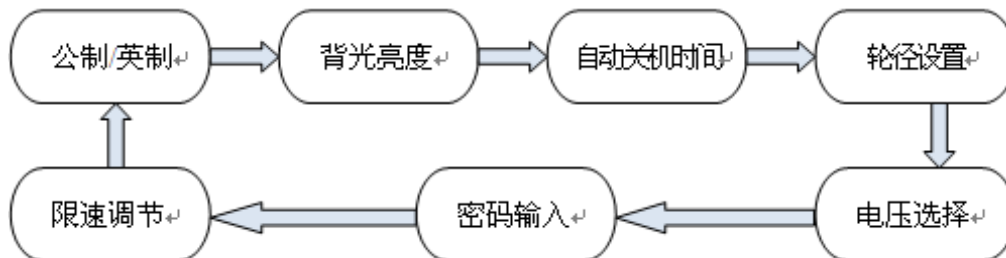 公制/英制
背光亮度
自动关机时间
轮径设置
限速调节
密码输入
电压选择